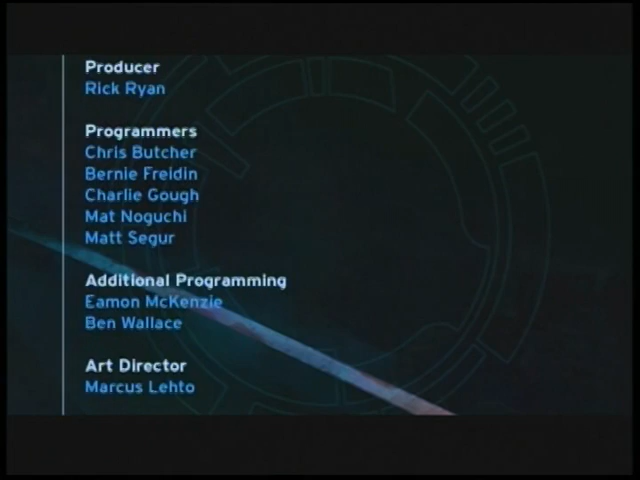 Producer
Rick Ryan
Programmers
Chris Butcher
Bernie Freidin
Charlie Gough
Mat Noguchi
Matt Segur
Additional Programming
Eamon McKenzie
Ben Wallace
Art Director
Marcus Lehto